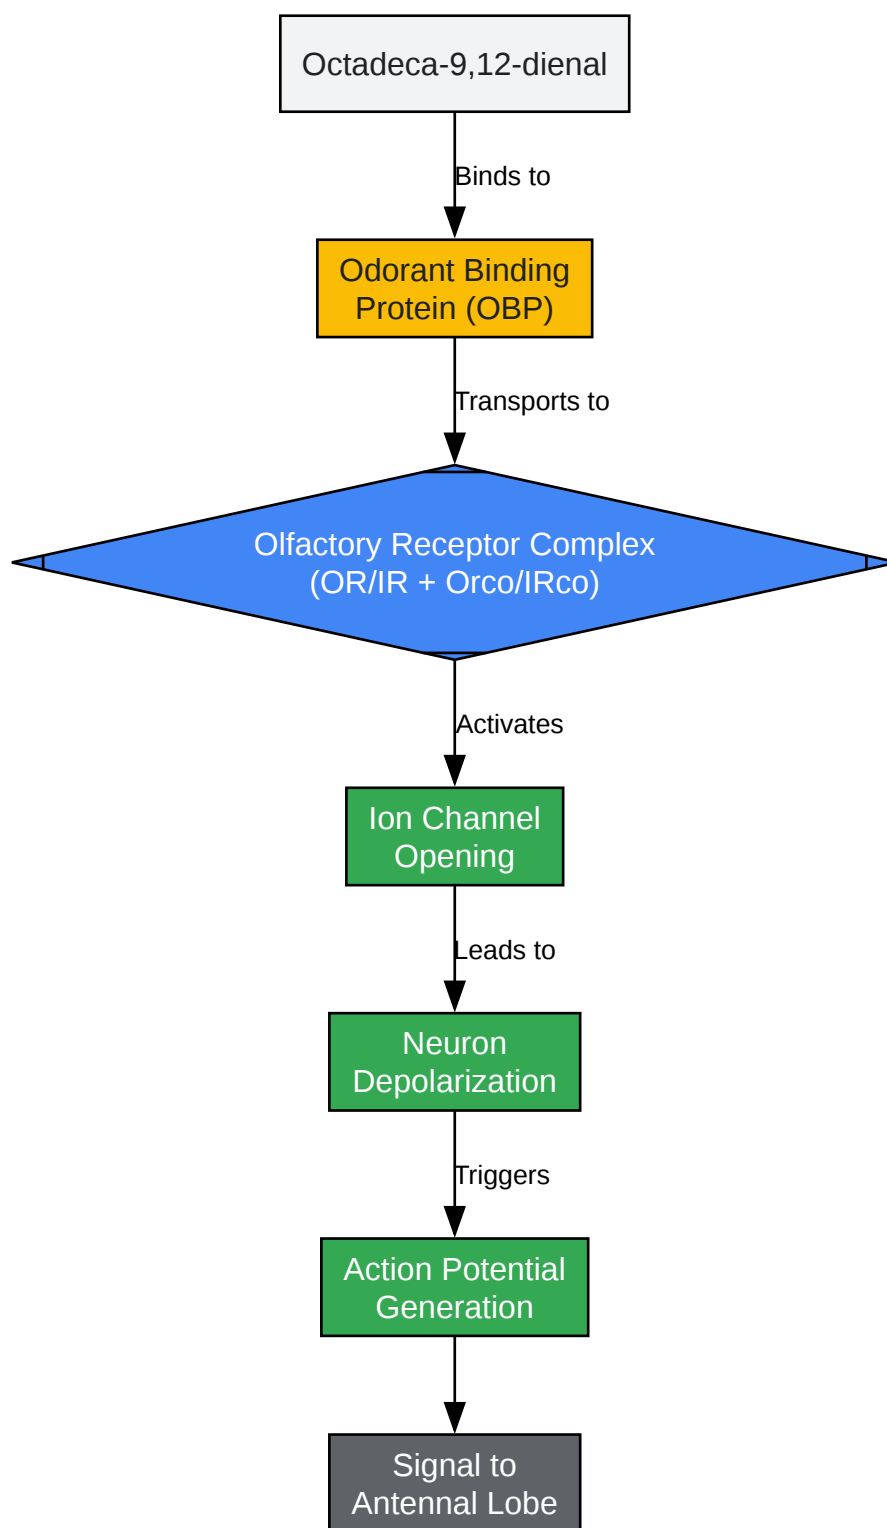 Octadeca-9,12-dienal
Binds to
Odorant Binding
Protein (OBP)
Transports to
Olfactory Receptor Complex
(OR/IR + Orco/IRco)
Activates
Ion Channel
Opening
Leads to
Neuron
Depolarization
Triggers
Action Potential
Generation
Signal to
Antennal Lobe